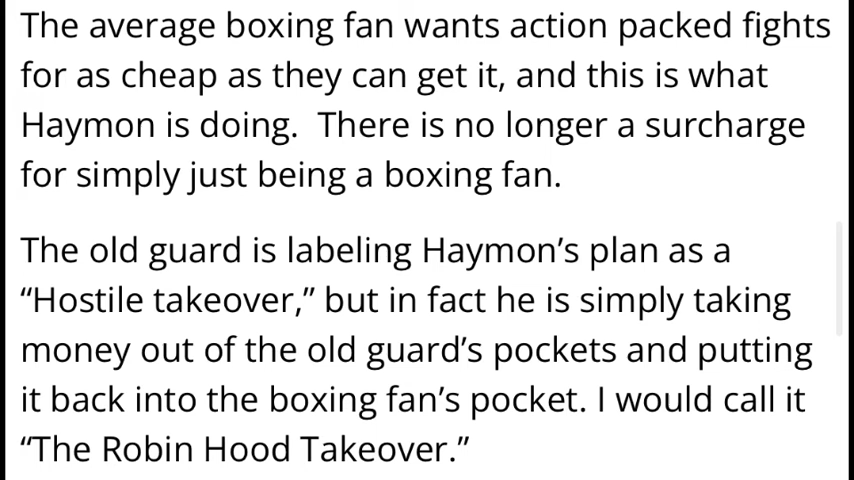 The average boxing fan wants action packed fights
for as cheap as they can get it, and this is what
Haymon is doing.  There is no longer a surcharge
for simply just being a boxing fan.
The old guard is labeling Haymon’s plan as a
“Hostile takeover,” but in fact he is simply taking
money out of the old guard’s pockets and putting
it back into the boxing fan’s pocket. I would call it
“The Robin Hood Takeover.”